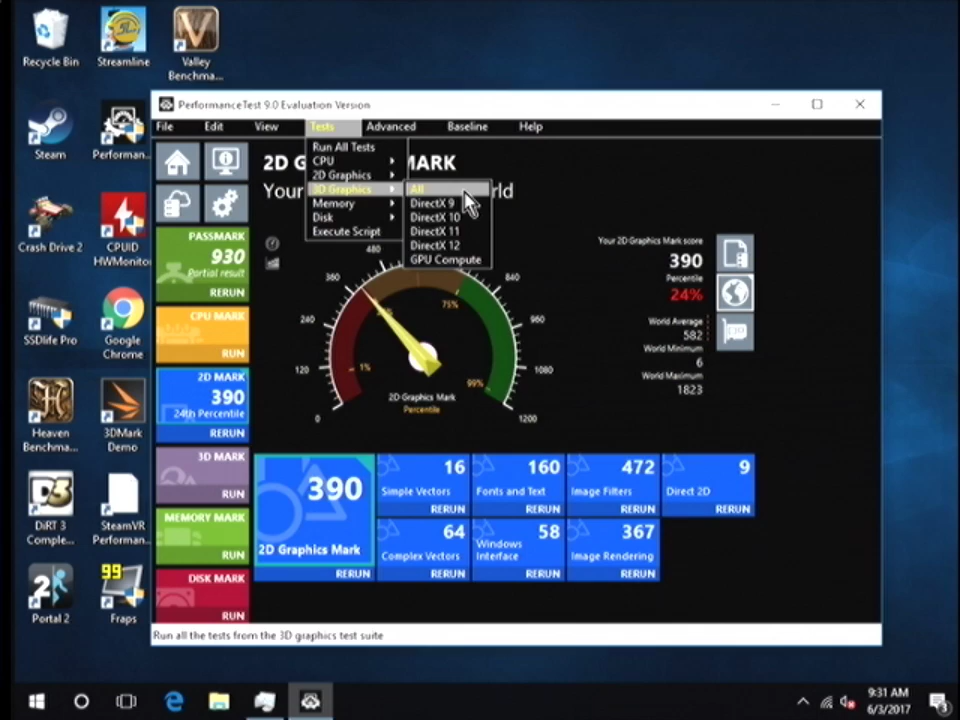 Recycle Bin
Streamline
Valley
Benchma...
Steam
Performan...
Crash Drive 2
CPUID
HWMonito
SSDlife Pro
Google
Chrome
Heaven
Benchma...
3DMark
Demo
DiRT 3
Comple...
SteamVR
Performan...
Portal 2
99
Fraps
PerformanceTest 9.0 Evaluation Version
File Edit View Tests Advanced Baseline Help
Run All Tests
CPU
2D Graphics
3D Graphics
Memory
Disk
Execute Script
All
DirectX 9
DirectX 10
DirectX 11
DirectX 12
GPU Compute
2D G MARK
Your ld
PASSMARK
930
Partial result
RERUN
CPU MARK
RUN
2D MARK
390
24th Percentile
RERUN
3D MARK
RUN
MEMORY MARK
RUN
DISK MARK
RUN
0
120
240
360
480
840
960
1080
1200
1%
75%
99%
2D Graphics Mark
Percentile
Your 2D Graphics Mark score
390
Percentile
24%
World Average
582
World Minimum
6
World Maximum
1823
390
2D Graphics Mark
RERUN
16
Simple Vectors
RERUN
160
Fonts and Text
RERUN
472
Image Filters
RERUN
9
Direct 2D
RERUN
64
Complex Vectors
RERUN
58
Windows
Interface
RERUN
367
Image Rendering
RERUN
Run all the tests from the 3D graphics test suite
9:31 AM
6/3/2017
3